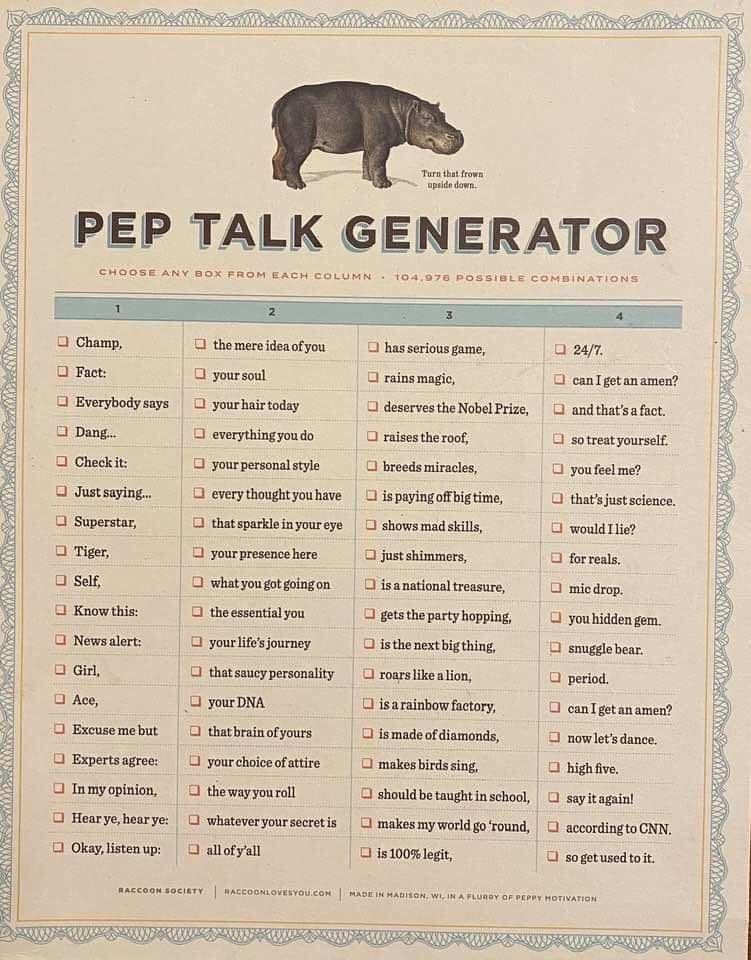 Turn that frown
upside down.
PEP TALK GENERATOR
CHOOSE ANY BOX FROM EACH COLUMN • 104,976 POSSIBLE COMBINATIONS
1 2 3 4
Champ, the mere idea of you has serious game, 24/7.
Fact: your soul rains magic, can I get an amen?
Everybody says your hair today deserves the Nobel Prize, and that's a fact.
Dang... everything you do raises the roof, so treat yourself.
Check it: your personal style breeds miracles, you feel me?
Just saying... every thought you have is paying off big time, that's just science.
Superstar, that sparkle in your eye shows mad skills, would I lie?
Tiger, your presence here just shimmers, for reals.
Self, what you got going on is a national treasure, mic drop.
Know this: the essential you gets the party hopping, you hidden gem.
News alert: your life's journey is the next big thing, snuggle bear.
Girl, that saucy personality roars like a lion, period.
Ace, your DNA is a rainbow factory, can I get an amen?
Excuse me but that brain of yours is made of diamonds, now let's dance.
Experts agree: your choice of attire makes birds sing, high five.
In my opinion, the way you roll should be taught in school, say it again!
Hear ye, hear ye: whatever your secret is makes my world go 'round, according to CNN.
Okay, listen up: all of y'all is 100% legit, so get used to it.
RACCOON SOCIETY | RACCOONLOVESYOU.COM | MADE IN MADISON, WI, IN A FLURRY OF PEPPY MOTIVATION